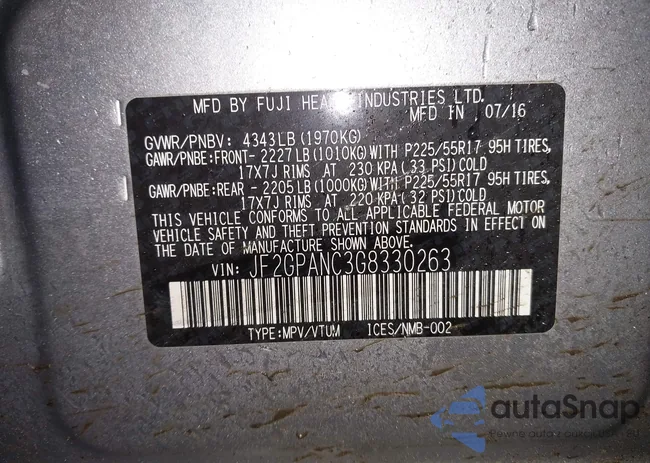 MFD BY FUJI HEAVY INDUSTRIES LTD.
MFD IN 07/16
GVWR/PNBV: 4343LB (1970KG)
GAWR/PNBE:FRONT- 2227LB (1010KG)WITH P225/55R17 95H TIRES,
17X7J RIMS AT 230 KPA (33 PSI)COLD
GAWR/PNBE:REAR - 2205LB (1000KG)WITH P225/55R17 95H TIRES,
17X7J RIMS AT 220 KPA(32 PSI)COLD
THIS VEHICLE CONFORMS TO ALL APPLICABLE FEDERAL MOTOR
VEHICLE SAFETY AND THEFT PREVENTION STANDARDS IN EFFECT ON
THE DATE OF MANUFACTURE SHOWN ABOVE.
VIN: JF2GPANC3G8330263
TYPE:MPV/VTUM ICES/NMB-002
autaSnap
Pewne auto z USA